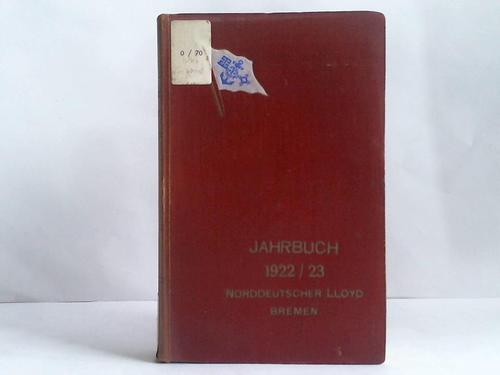 0 / 70
JAHRBUCH
1922 / 23
NORDDEUTSCHER LLOYD
BREMEN